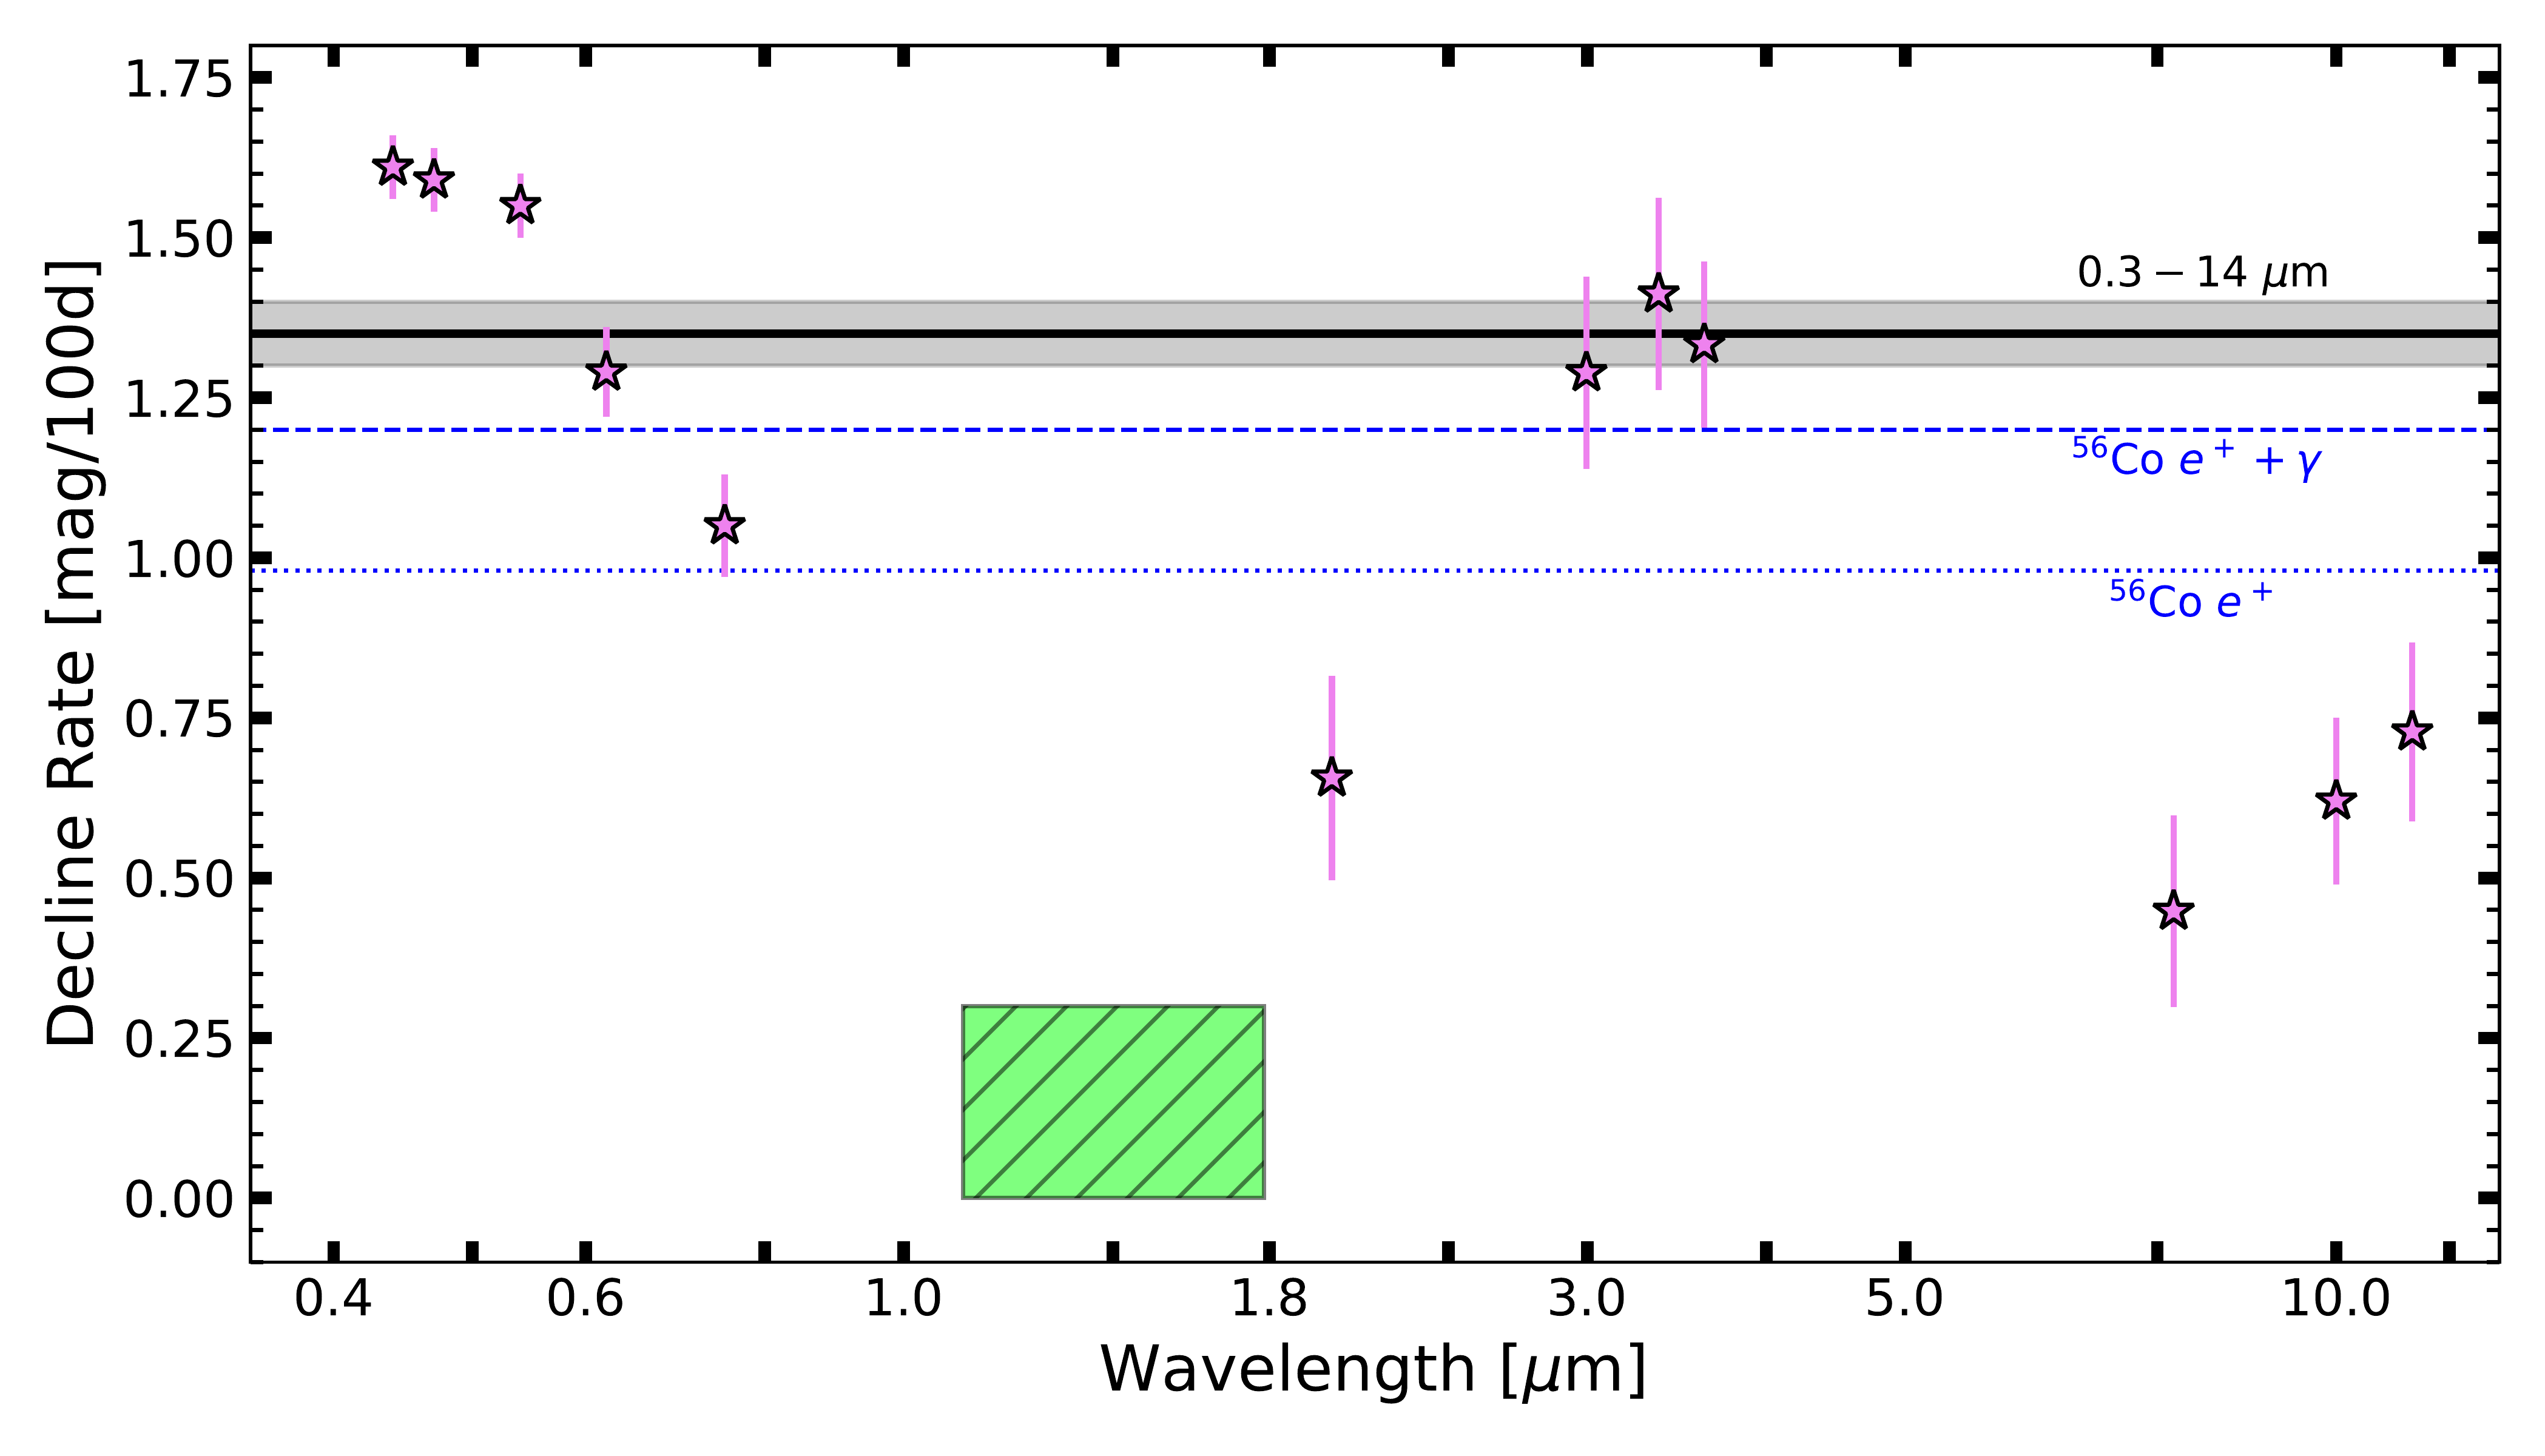 1.75
1.50
1.25
1.00
0.75
0.50
0.25
0.00
Decline Rate [mag/100d]
0.3 − 14 μm
⁵⁶Co e⁺ + γ
⁵⁶Co e⁺
0.4 0.6 1.0 1.8 3.0 5.0 10.0
Wavelength [μm]